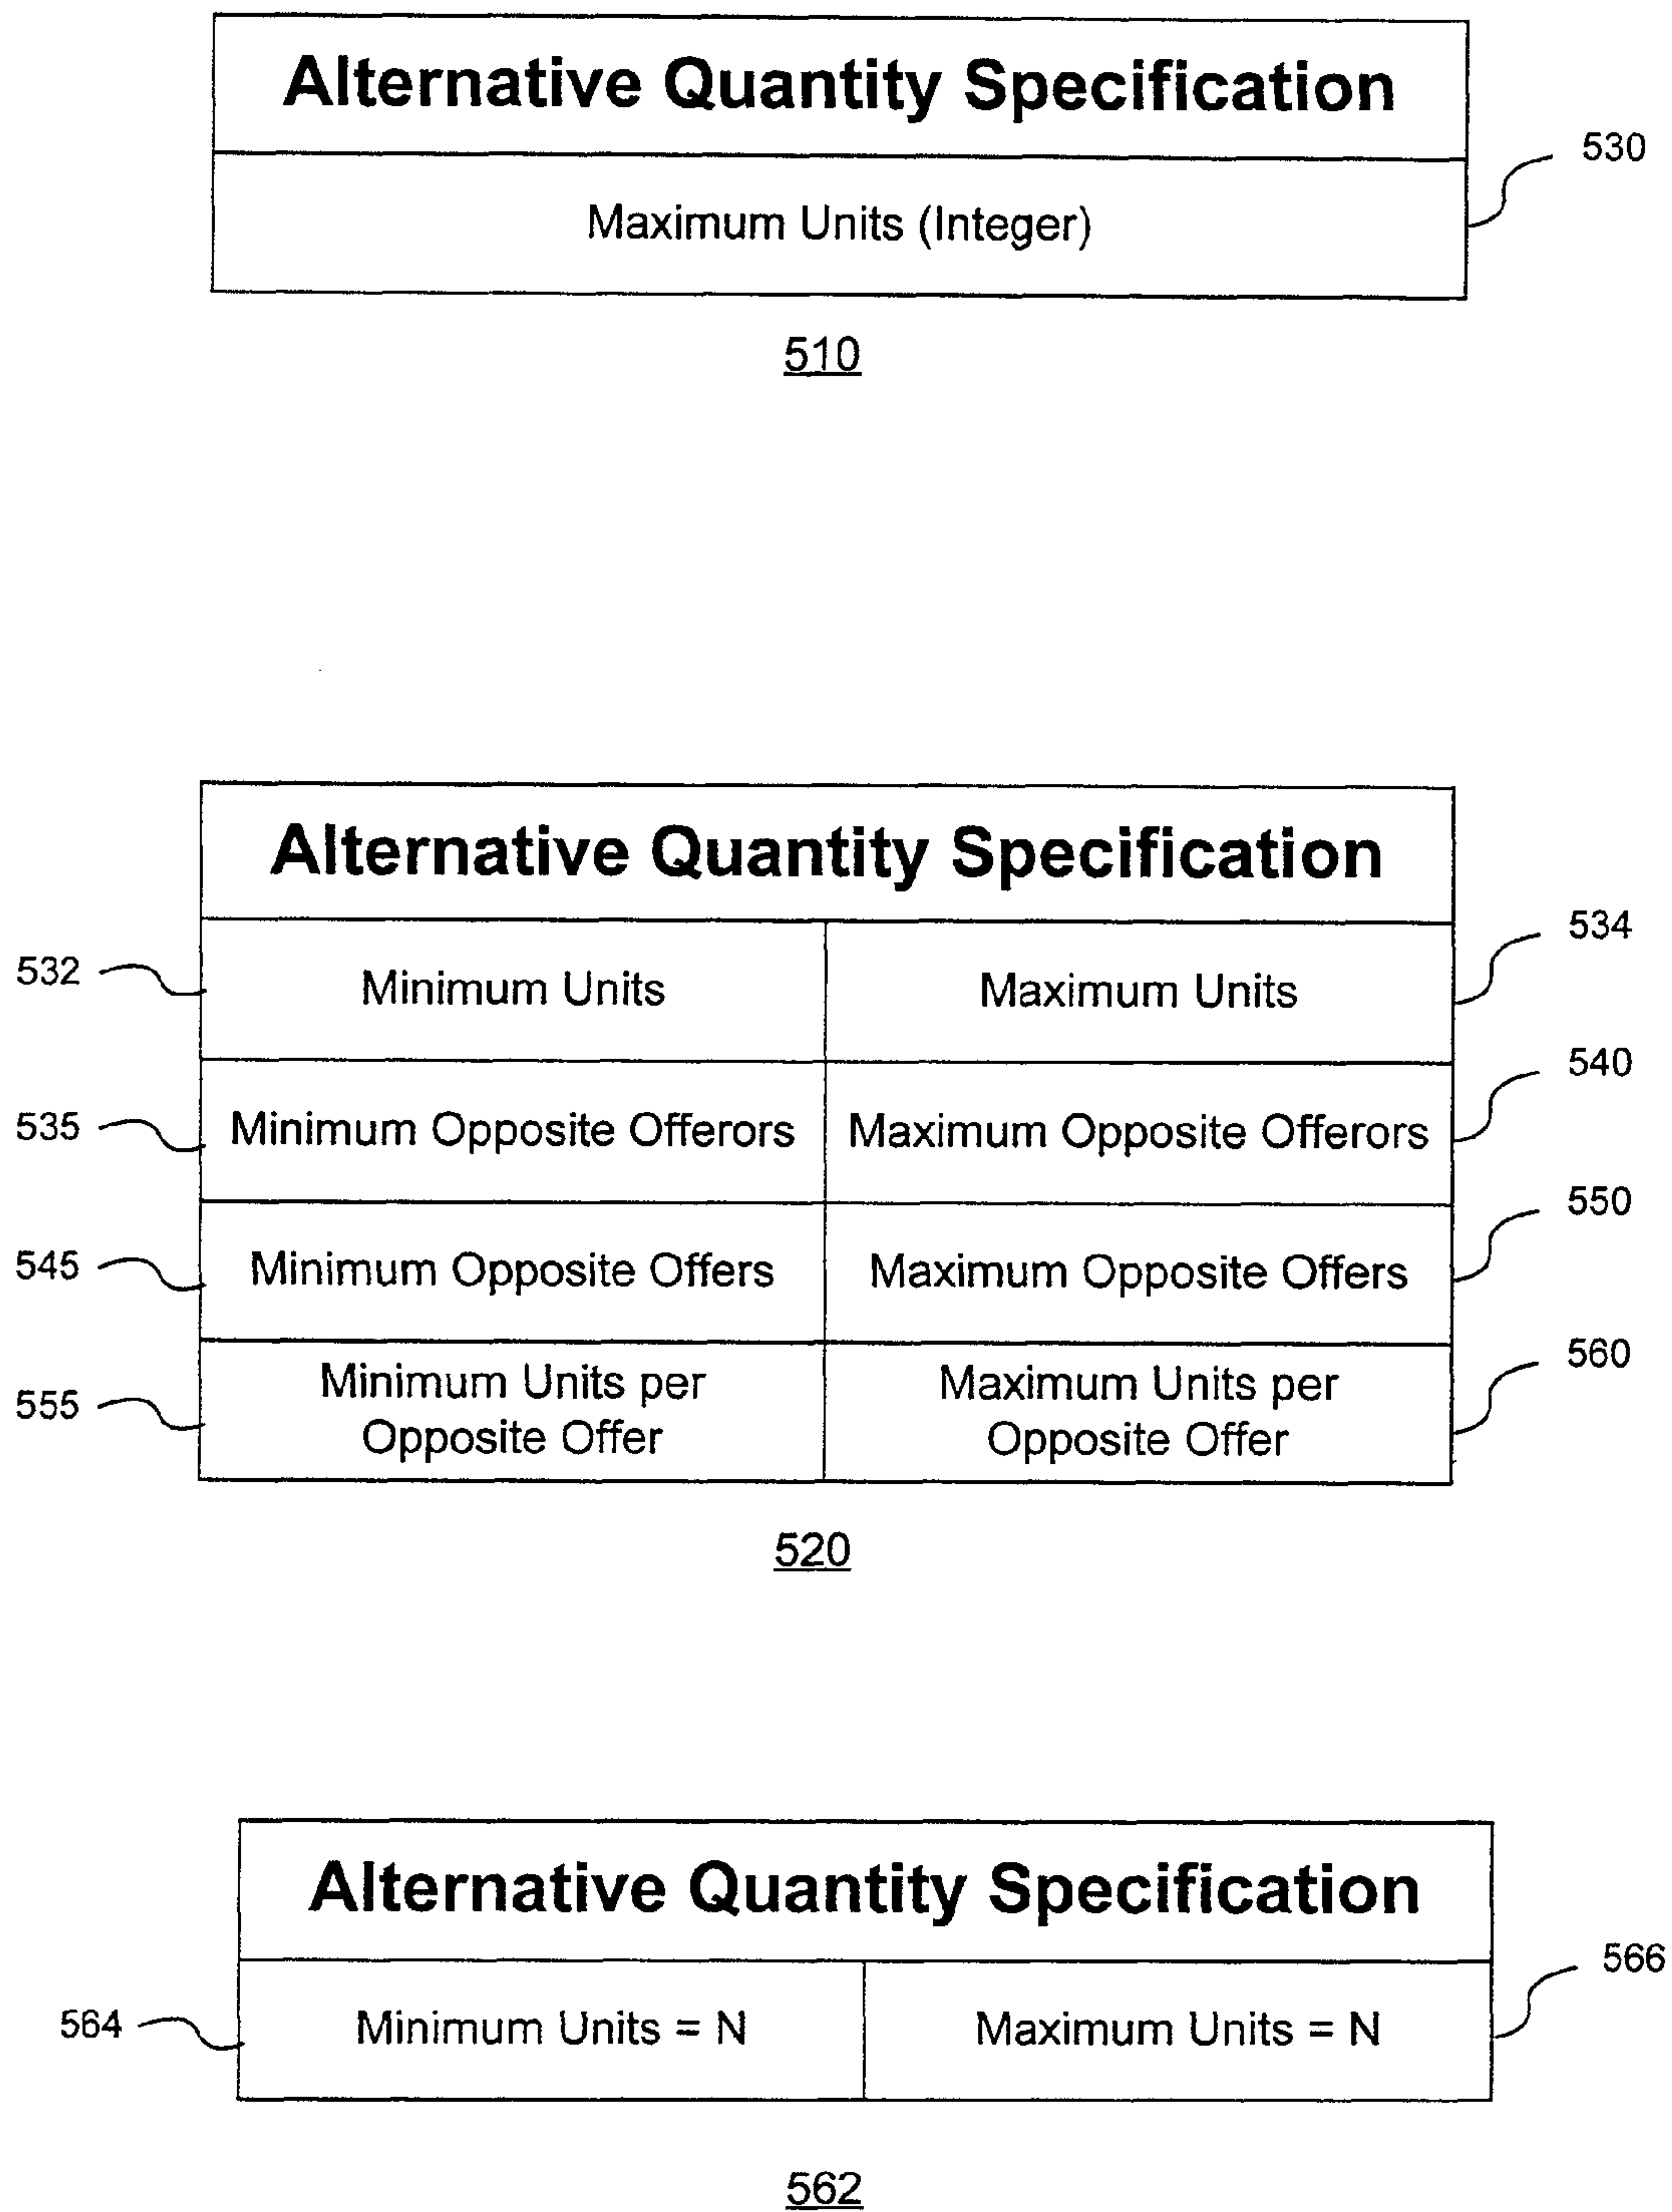 Alternative Quantity Specification
530
Maximum Units (Integer)
510
Alternative Quantity Specification
532
Minimum Units
Maximum Units
534
535
Minimum Opposite Offerors
Maximum Opposite Offerors
540
545
Minimum Opposite Offers
Maximum Opposite Offers
550
555
Minimum Units per
Opposite Offer
Maximum Units per
Opposite Offer
560
520
Alternative Quantity Specification
564
Minimum Units = N
Maximum Units = N
566
562